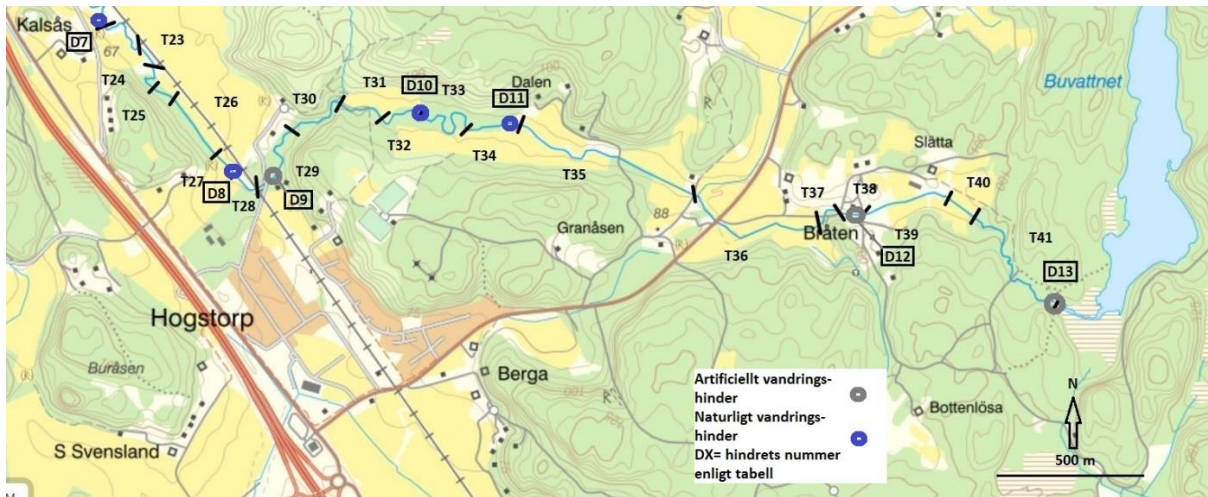 Kalsås
D7
67
T23
T24
T25
T26
T27
D8
T28
(K)
T30
T29
D9
T31
D10
T33
T32
D11
Dalen
T34
T35
100
Granåsen
88
(R)
T36
T37
T38
Slätta
T40
Bråten
T39
D12
T41
D13
Buvattnet
Hogstorp
75
Buråsen
Berga
S Svensland
Bottenlösa
Artificiellt vandrings-
hinder
Naturligt vandrings-
hinder
DX= hindrets nummer
enligt tabell
N
500 m